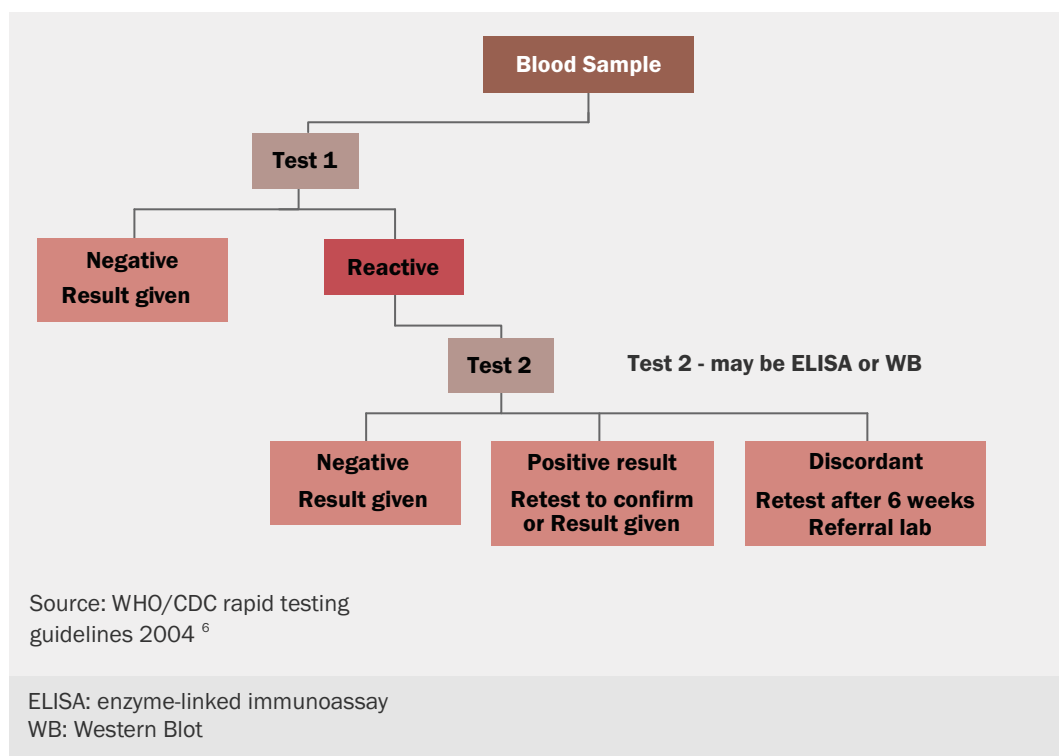 Blood Sample
Test 1
Negative
Result given
Reactive
Test 2
Test 2 - may be ELISA or WB
Negative
Result given
Positive result
Retest to confirm
or Result given
Discordant
Retest after 6 weeks
Referral lab
Source: WHO/CDC rapid testing
guidelines 2004 6
ELISA: enzyme-linked immunoassay
WB: Western Blot